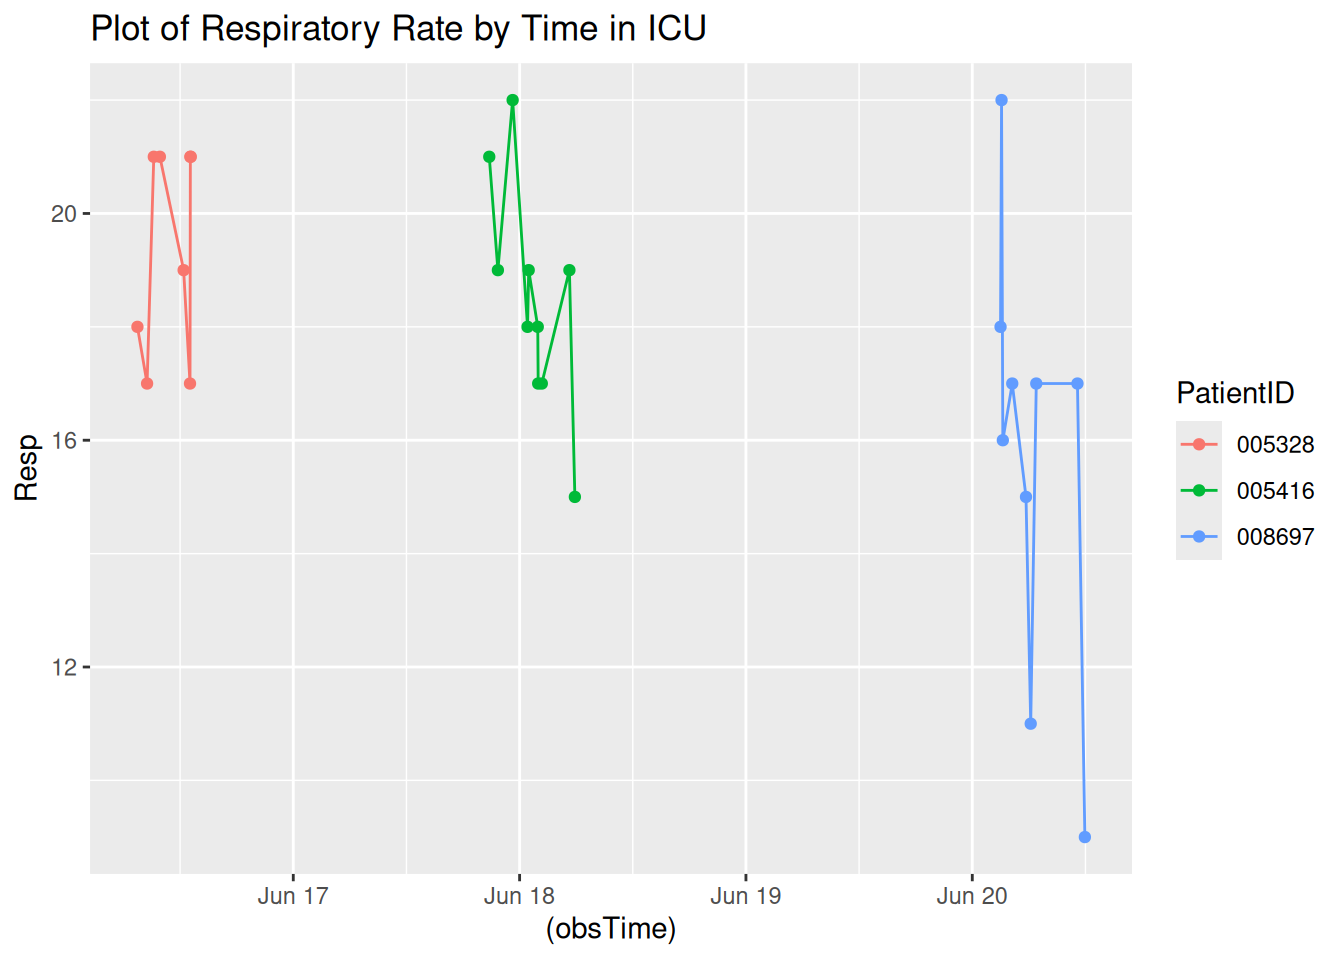 Plot of Respiratory Rate by Time in ICU
20
16
12
Resp
Jun 17
Jun 18
Jun 19
Jun 20
(obsTime)
PatientID
005328
005416
008697